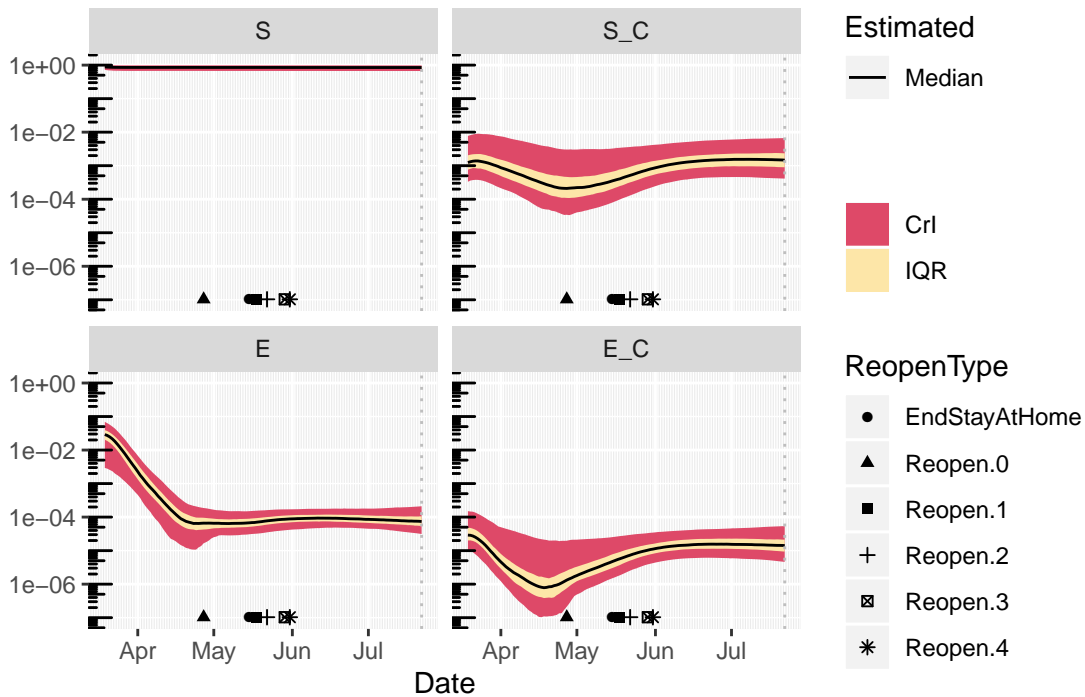 S
S_C
1e+00
1e−02
1e−04
1e−06
E
E_C
1e+00
1e−02
1e−04
1e−06
Apr
May
Jun
Jul
Apr
May
Jun
Jul
Date
Estimated
Median
CrI
IQR
ReopenType
EndStayAtHome
Reopen.0
Reopen.1
Reopen.2
Reopen.3
Reopen.4